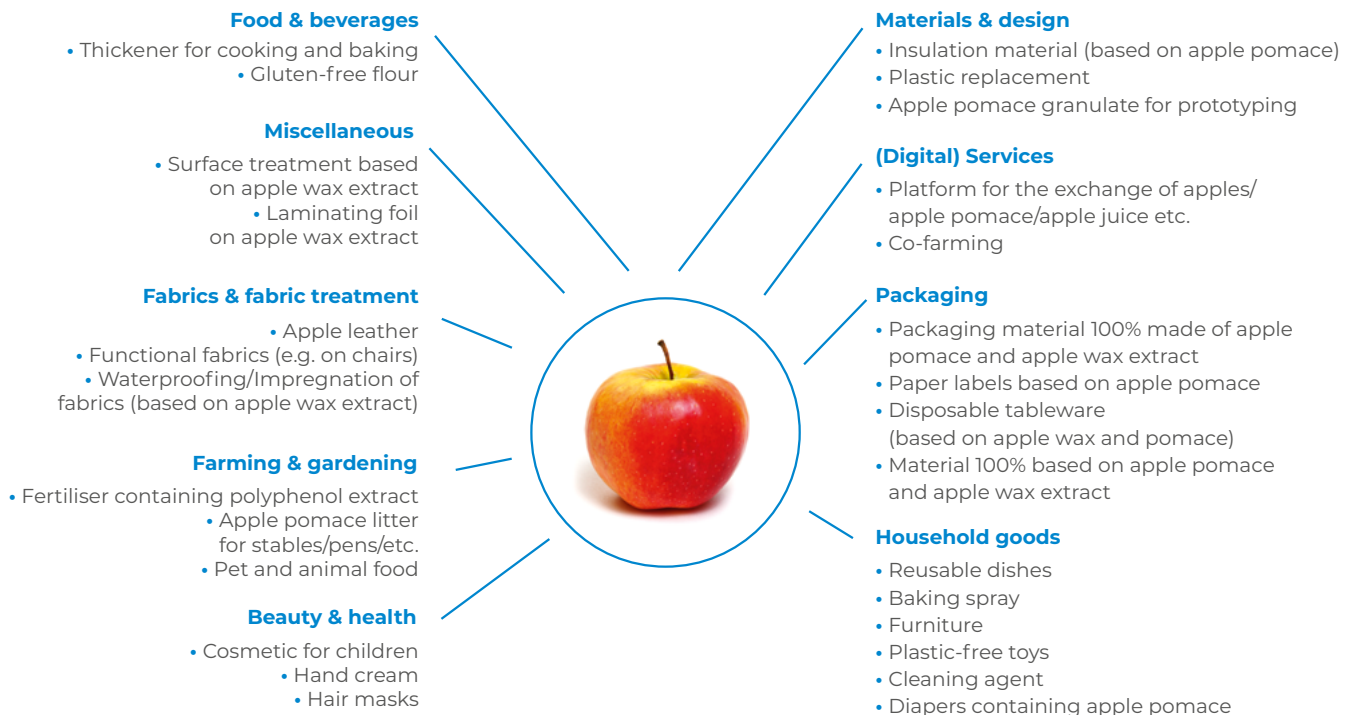 Food & beverages
• Thickener for cooking and baking
• Gluten-free flour
Miscellaneous
• Surface treatment based
on apple wax extract
• Laminating foil
on apple wax extract
Fabrics & fabric treatment
• Apple leather
• Functional fabrics (e.g. on chairs)
• Waterproofing/Impregnation of
fabrics (based on apple wax extract)
Farming & gardening
• Fertiliser containing polyphenol extract
• Apple pomace litter
for stables/pens/etc.
• Pet and animal food
Beauty & health
• Cosmetic for children
• Hand cream
• Hair masks
Materials & design
• Insulation material (based on apple pomace)
• Plastic replacement
• Apple pomace granulate for prototyping
(Digital) Services
• Platform for the exchange of apples/
apple pomace/apple juice etc.
• Co-farming
Packaging
• Packaging material 100% made of apple
pomace and apple wax extract
• Paper labels based on apple pomace
• Disposable tableware
(based on apple wax and pomace)
• Material 100% based on apple pomace
and apple wax extract
Household goods
• Reusable dishes
• Baking spray
• Furniture
• Plastic-free toys
• Cleaning agent
• Diapers containing apple pomace